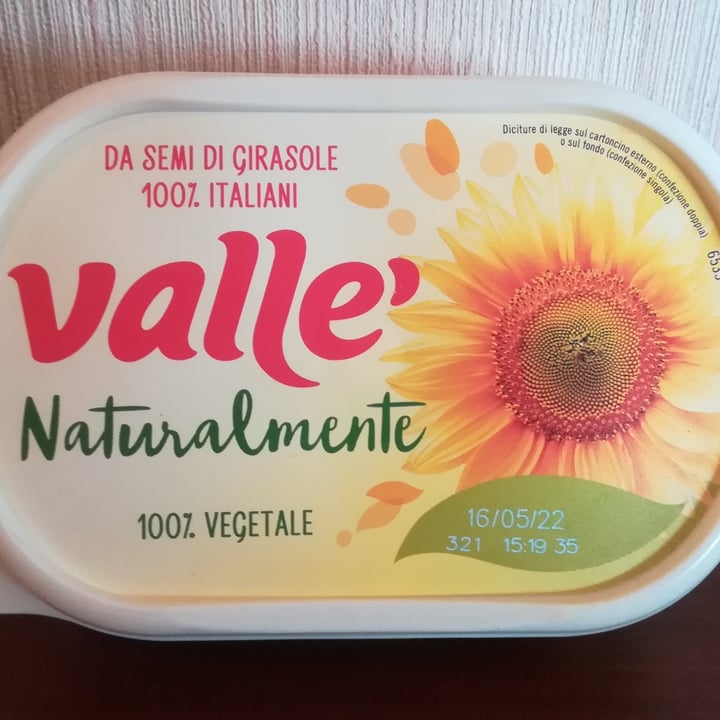 DA SEMI DI GIRASOLE
100% ITALIANI
Diciture di legge sul cartoncino esterno (confezione doppia)
o sul fondo (confezione singola)
valle'
Naturalmente
100% VEGETALE
16/05/22
321 15:19 35